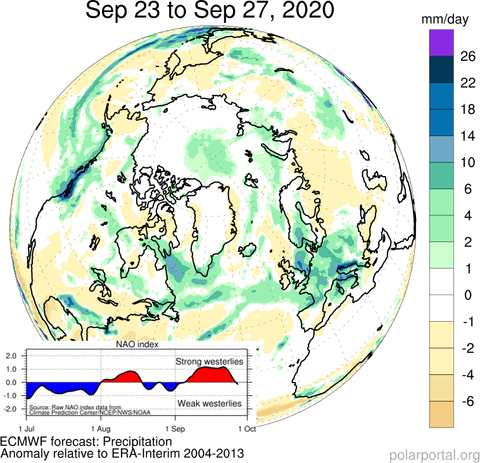 Sep 23 to Sep 27, 2020
mm/day
26
22
18
14
10
6
4
2
1
0
-1
-2
-4
-6
NAO index
2.0
1.0
0.0
-1.0
-2.0
Strong westerlies
Weak westerlies
Source: Raw NAO index data from
Climate Prediction Center/NCEP/NWS/NOAA
1 Jul
1 Aug
1 Sep
1 Oct
ECMWF forecast: Precipitation
Anomaly relative to ERA-Interim 2004-2013
polarportal.org